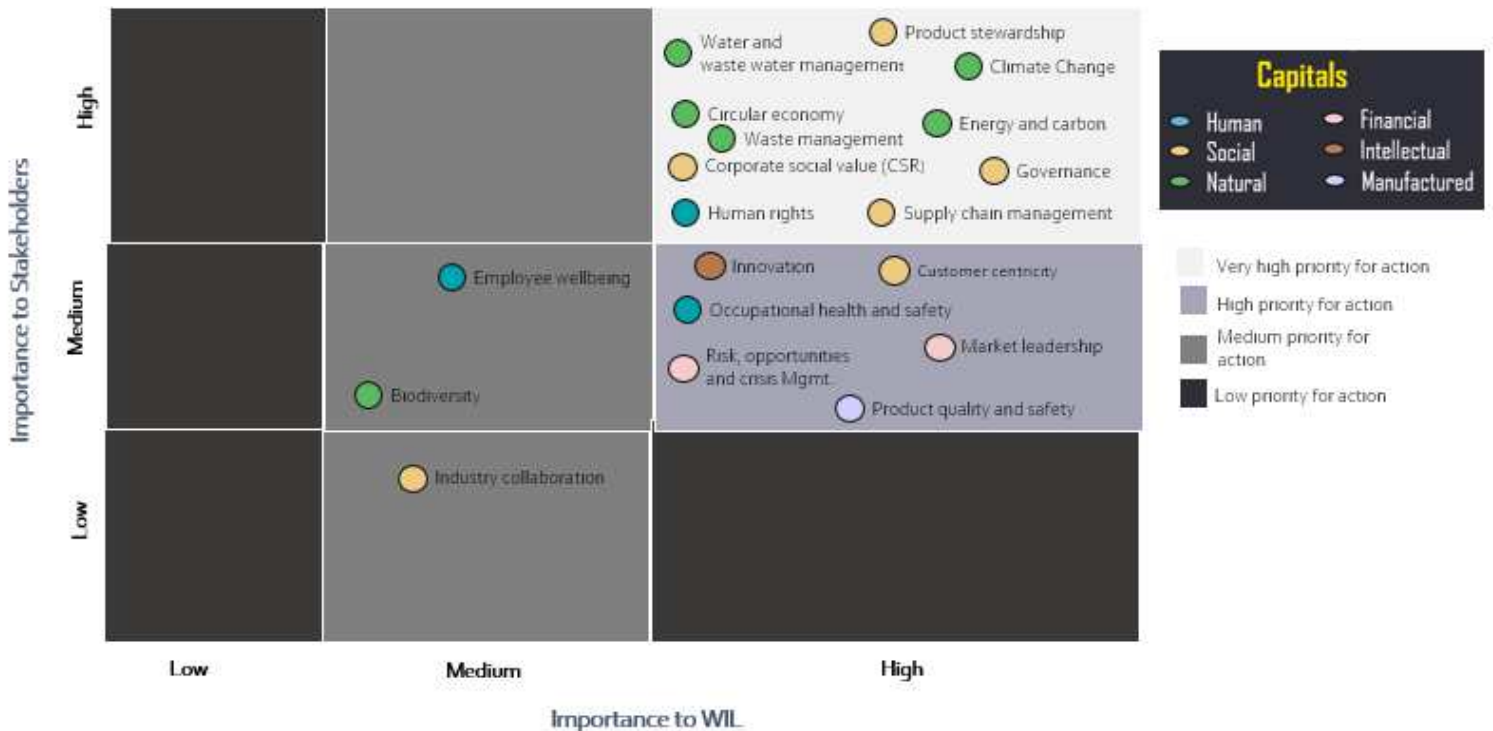 Importance to Stakeholders
High
Medium
Low
Water and
waste water management
Product stewardship
Climate Change
Circular economy
Waste management
Energy and carbon
Corporate social value (CSR)
Governance
Human rights
Supply chain management
Employee wellbeing
Biodiversity
Innovation
Customer centricity
Occupational health and safety
Market leadership
Risk, opportunities
and crisis Mgmt.
Product quality and safety
Industry collaboration
Low
Medium
High
Importance to WIL
Capitals
Human
Social
Natural
Financial
Intellectual
Manufactured
Very high priority for action
High priority for action
Medium priority for
action
Low priority for action